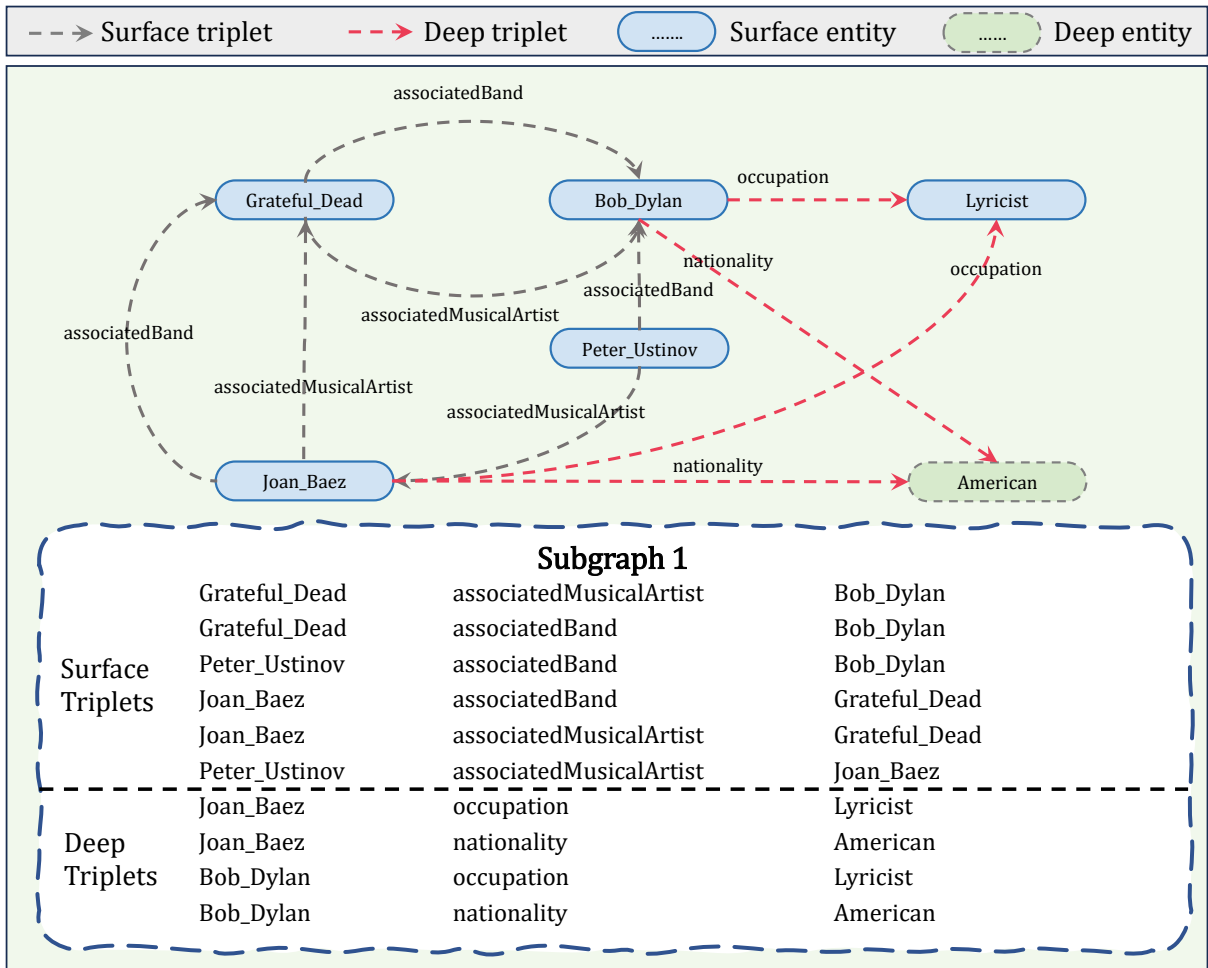 Surface triplet Deep triplet ....... Surface entity ...... Deep entity
associatedBand
occupation
Grateful_Dead Bob_Dylan Lyricist
nationality occupation
associatedBand
associatedMusicalArtist
associatedBand
Peter_Ustinov
associatedMusicalArtist
associatedMusicalArtist
nationality
Joan_Baez American
Subgraph 1
Grateful_Dead associatedMusicalArtist Bob_Dylan
Grateful_Dead associatedBand Bob_Dylan
Peter_Ustinov associatedBand Bob_Dylan
Surface
Triplets
Joan_Baez associatedBand Grateful_Dead
Joan_Baez associatedMusicalArtist Grateful_Dead
Peter_Ustinov associatedMusicalArtist Joan_Baez
Joan_Baez occupation Lyricist
Deep
Triplets
Joan_Baez nationality American
Bob_Dylan occupation Lyricist
Bob_Dylan nationality American